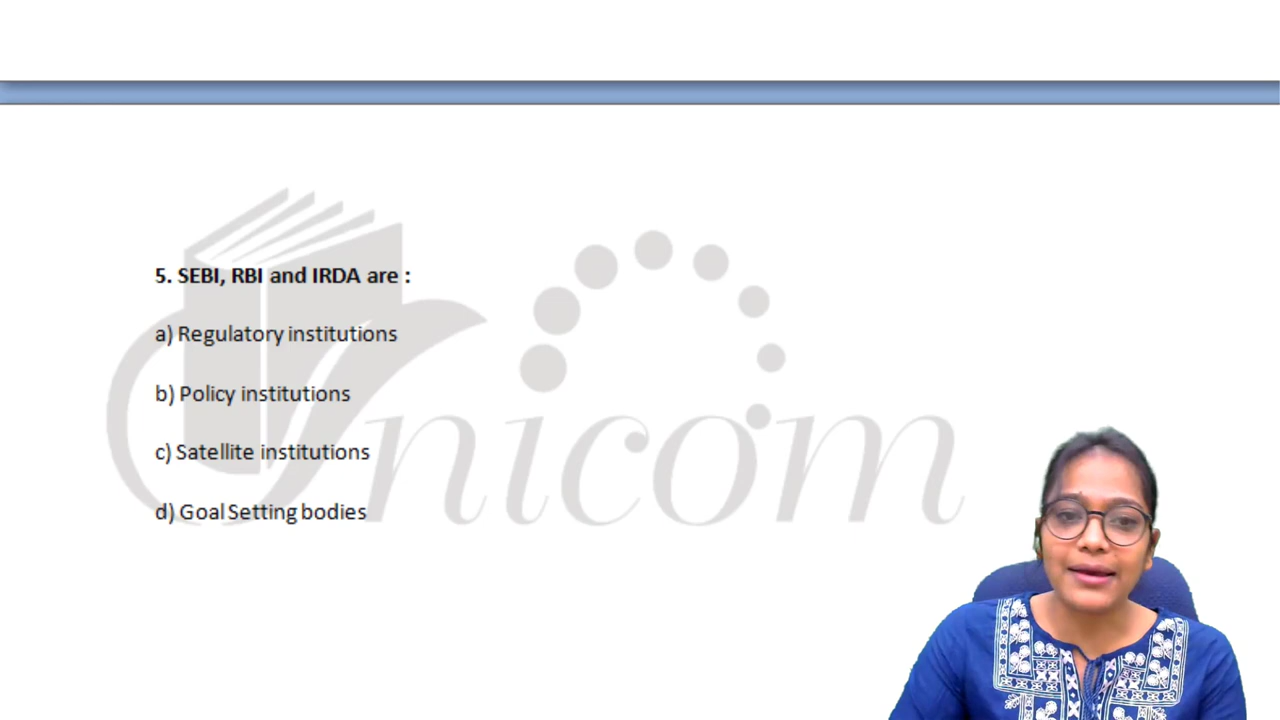 5. SEBI, RBI and IRDA are :
a) Regulatory institutions
b) Policy institutions
c) Satellite institutions
d) Goal Setting bodies
Unicom